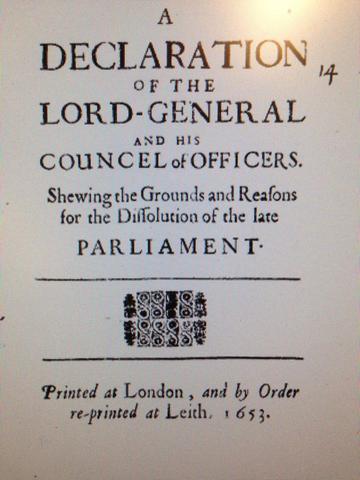 A
DECLARATION
14
OF THE
LORD-GENERAL
AND HIS
COUNCEL of OFFICERS.
Shewing the Grounds and Reaſons
for the Diſſolution of the late
PARLIAMENT.
Printed at London, and by Order
re-printed at Leith, 1653.